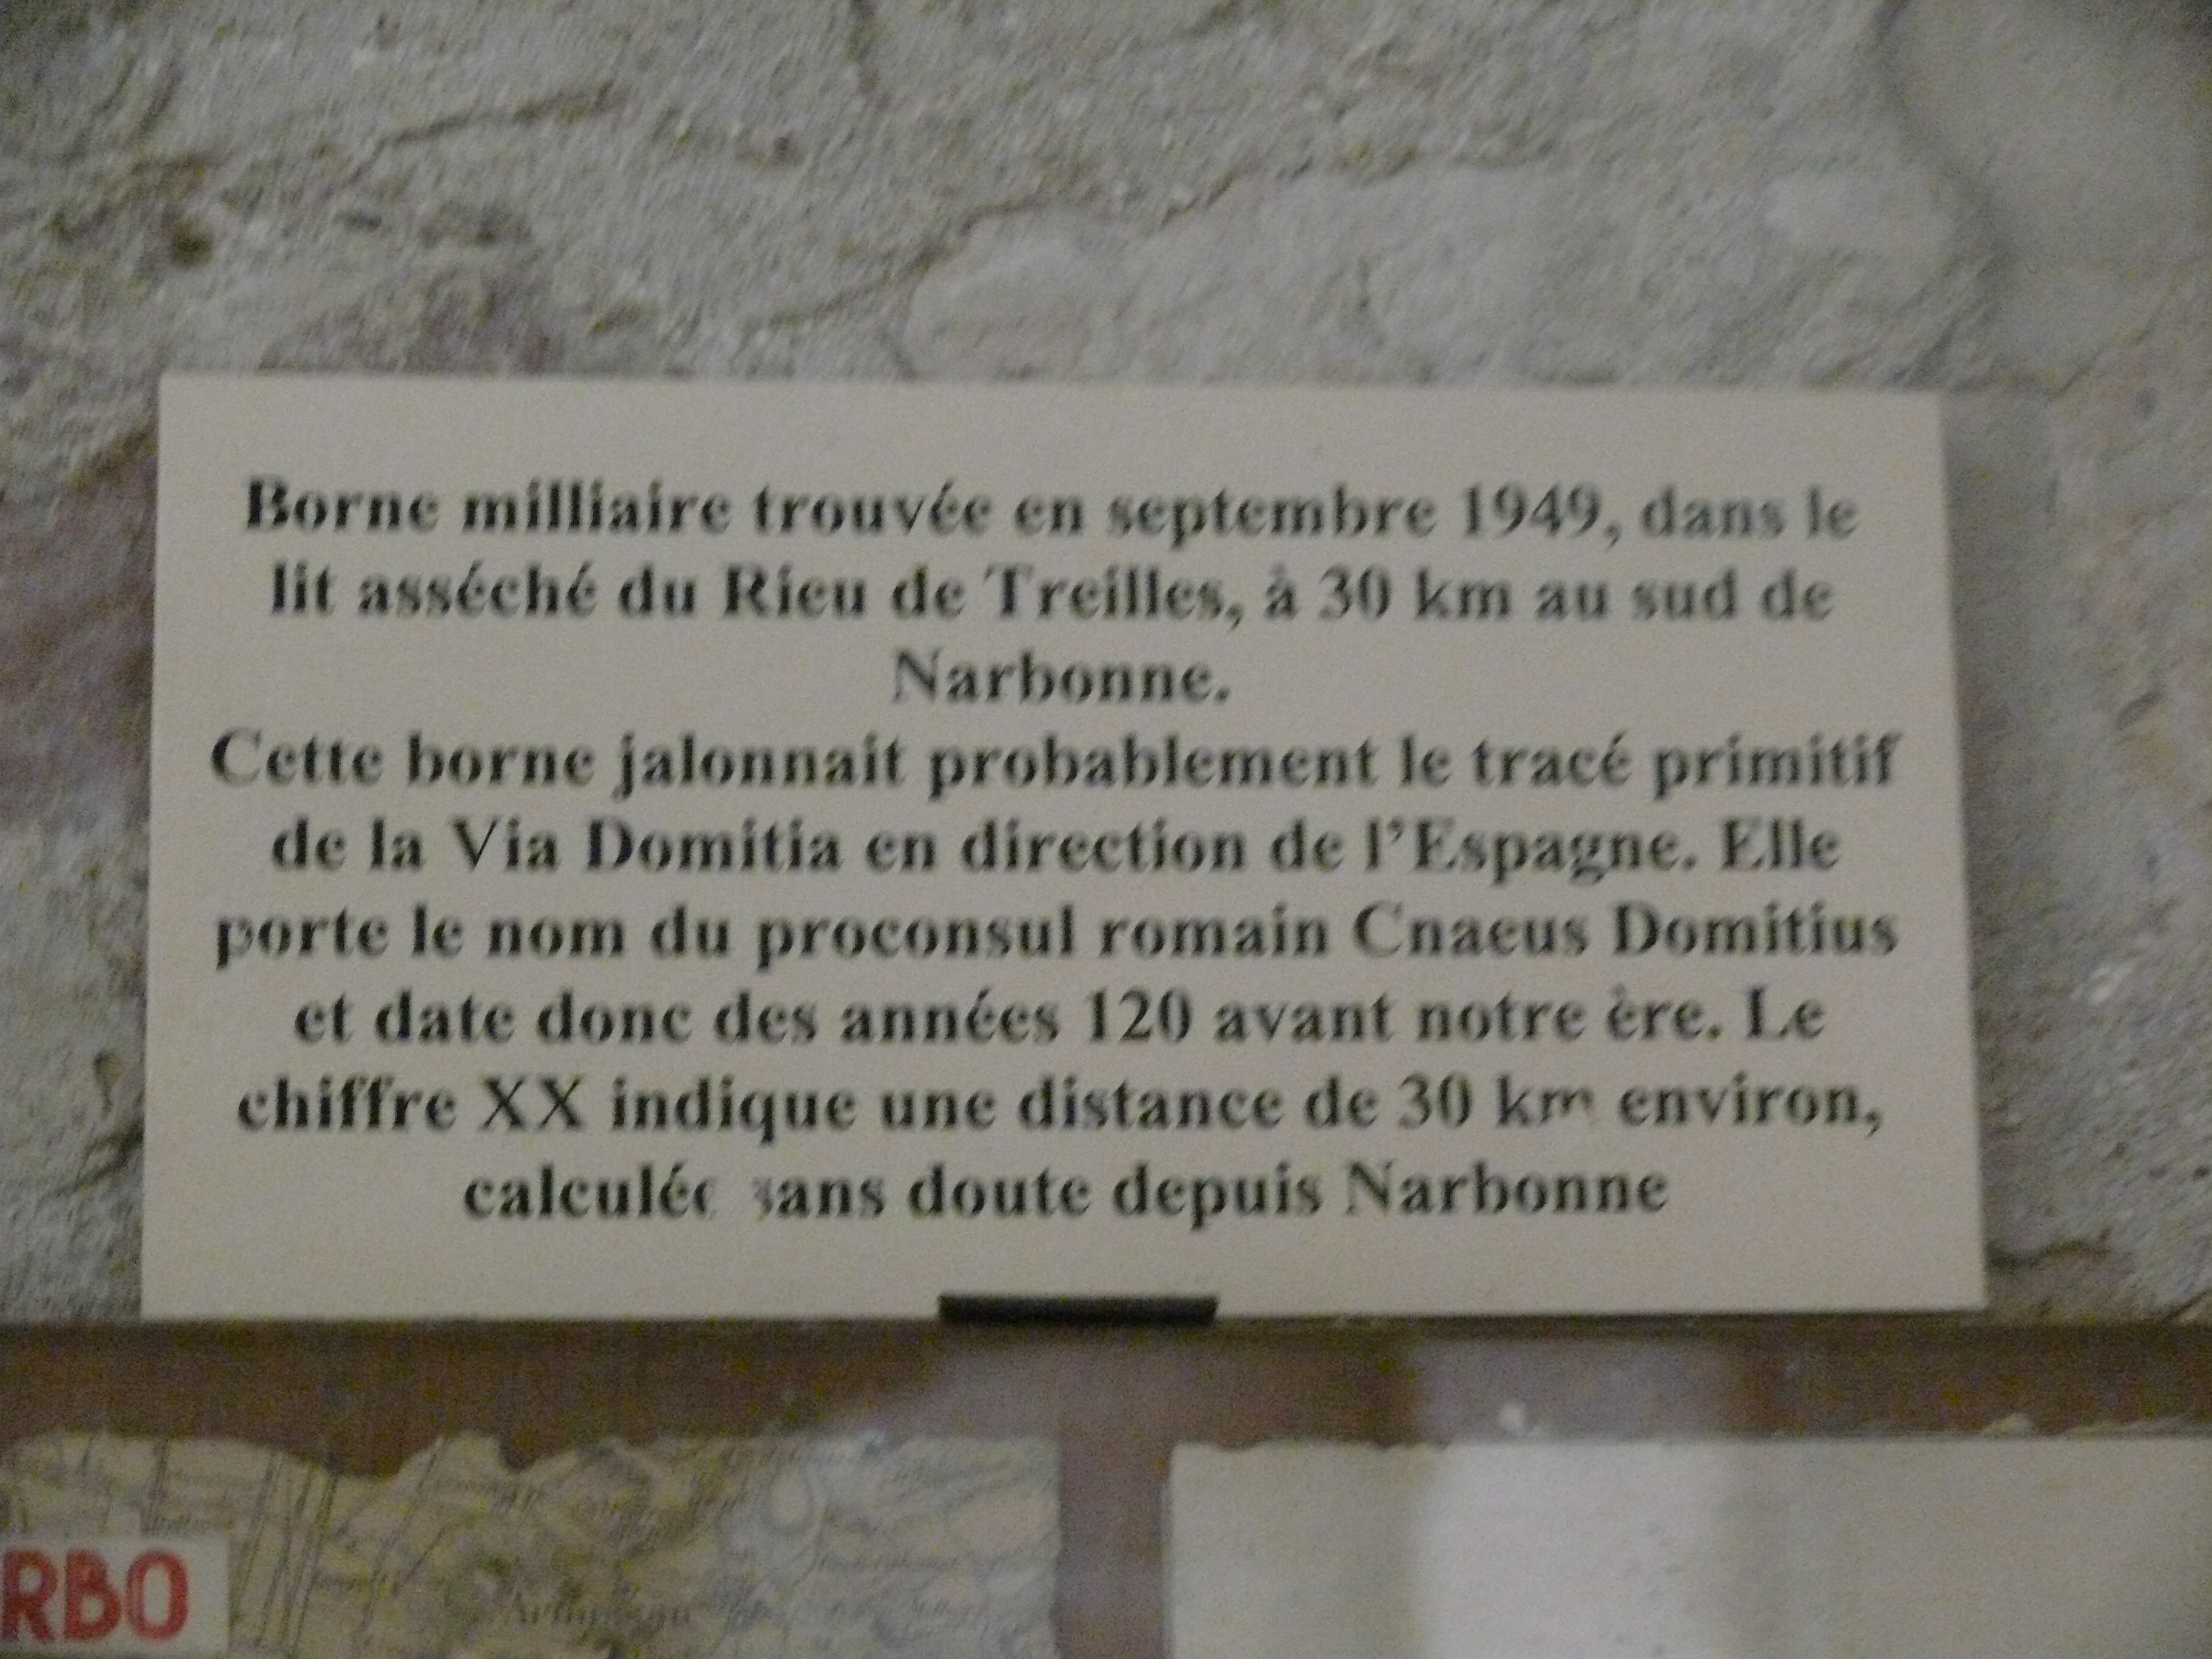 Borne milliaire trouvée en septembre 1949, dans le
lit asséché du Rieu de Treilles, à 30 km au sud de
Narbonne.
Cette borne jalonnait probablement le tracé primitif
de la Via Domitia en direction de l'Espagne. Elle
porte le nom du proconsul romain Cnaeus Domitius
et date donc des années 120 avant notre ère. Le
chiffre XX indique une distance de 30 km environ,
calculée sans doute depuis Narbonne
RBO